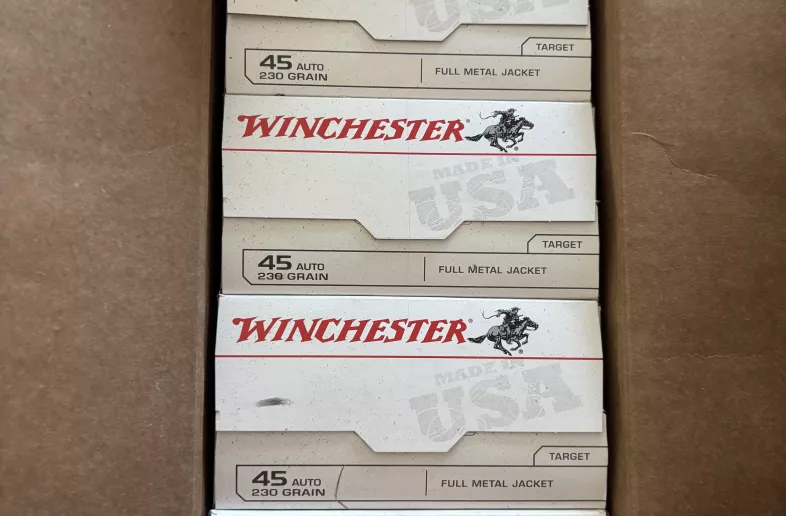 USA
TARGET
45 AUTO
230 GRAIN
FULL METAL JACKET
WINCHESTER®
MADE IN
USA
TARGET
45 AUTO
230 GRAIN
FULL METAL JACKET
WINCHESTER®
MADE IN
USA
TARGET
45 AUTO
230 GRAIN
FULL METAL JACKET